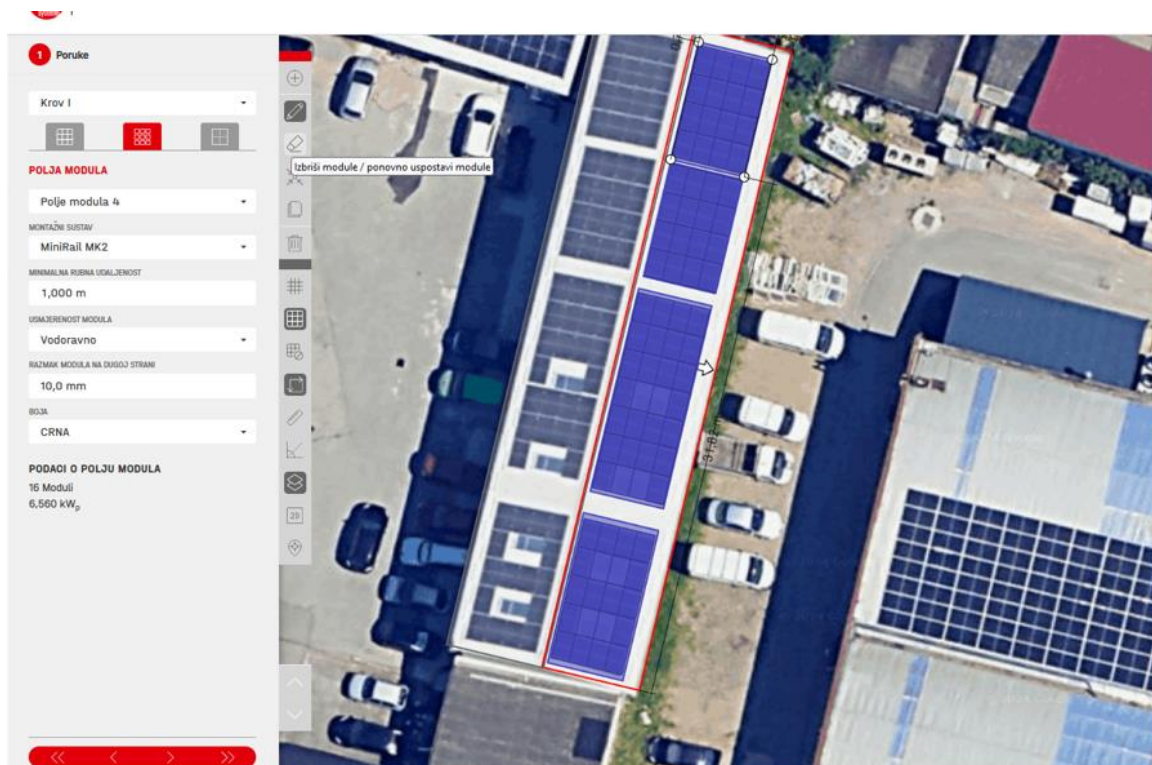 1 Poruke
Krov I
POLJA MODULA
Polje modula 4
MONTAŽNI SUSTAV
MiniRail MK2
MINIMALNA RUBNA UDALJENOST
1,000 m
USMJERENOST MODULA
Vodoravno
RAZMAK MODULA NA DUGOJ STRANI
10,0 mm
BOJA
CRNA
PODACI O POLJU MODULA
16 Moduli
6,560 kWp
Izbriši module / ponovno uspostavi module
2D